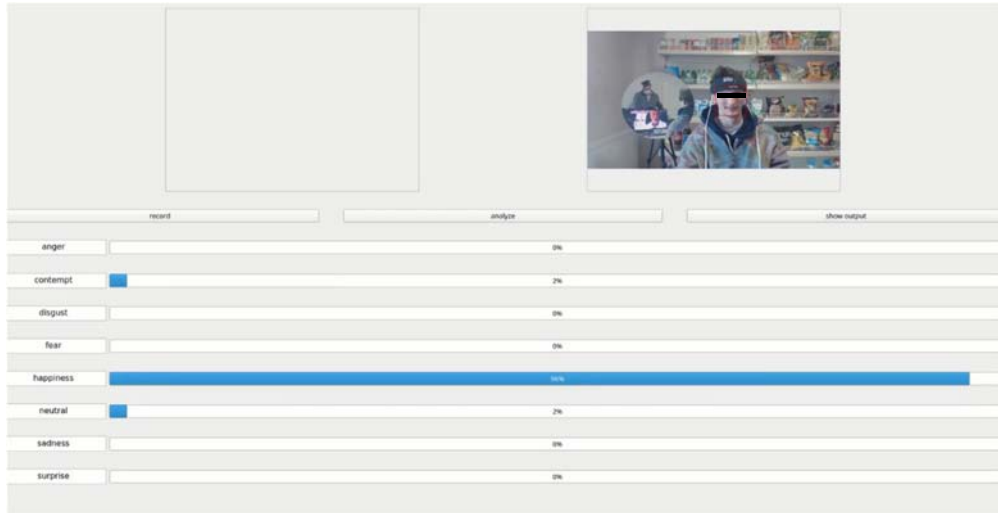 record analyze show output
anger 0%
contempt 2%
disgust 0%
fear 0%
happiness 96%
neutral 2%
sadness 0%
surprise 0%